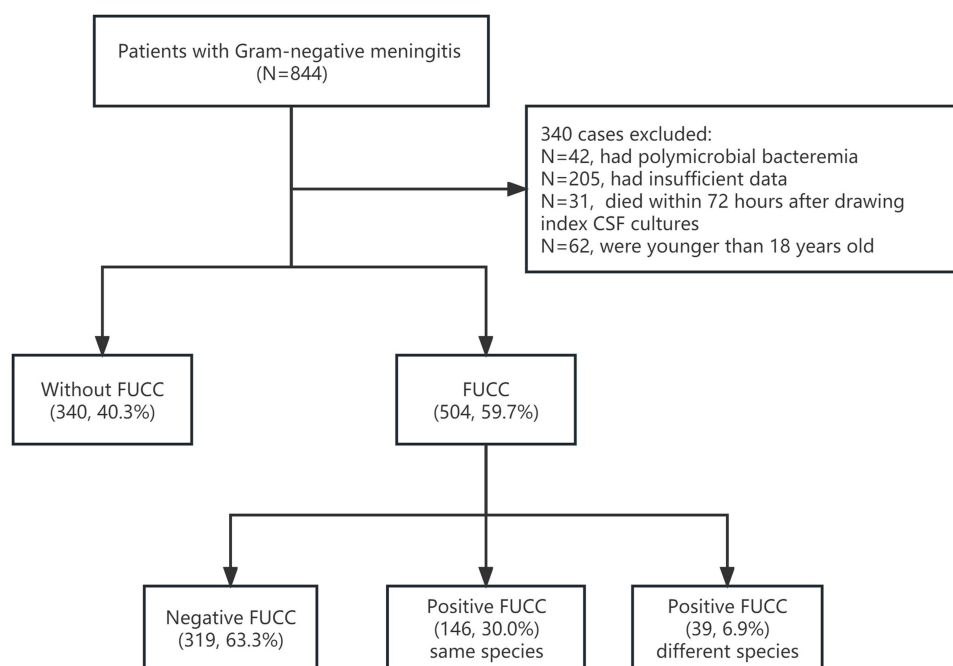 Patients with Gram-negative meningitis
(N=844)
340 cases excluded:
N=42, had polymicrobial bacteremia
N=205, had insufficient data
N=31,  died within 72 hours after drawing
index CSF cultures
N=62, were younger than 18 years old
Without FUCC
(340, 40.3%)
FUCC
(504, 59.7%)
Negative FUCC
(319, 63.3%)
Positive FUCC
(146, 30.0%)
same species
Positive FUCC
(39, 6.9%)
different species